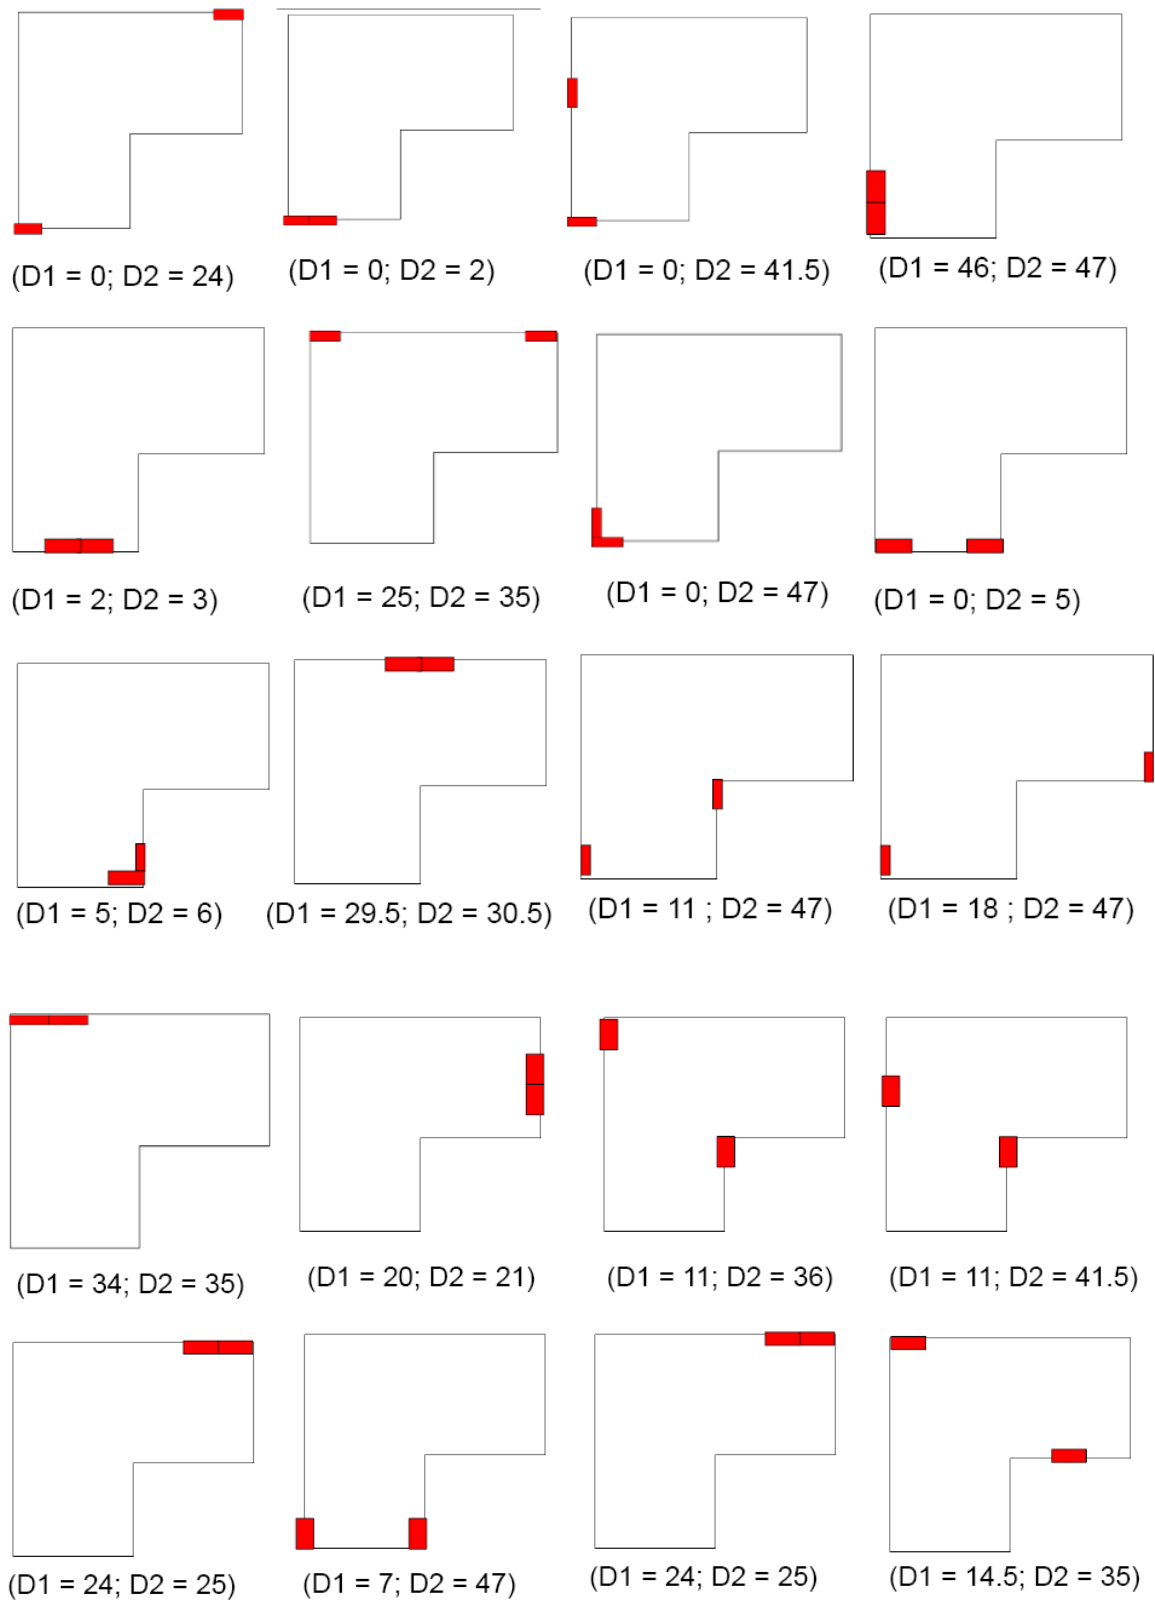 (D1 = 0; D2 = 24)
(D1 = 0; D2 = 2)
(D1 = 0; D2 = 41.5)
(D1 = 46; D2 = 47)
(D1 = 2; D2 = 3)
(D1 = 25; D2 = 35)
(D1 = 0; D2 = 47)
(D1 = 0; D2 = 5)
(D1 = 5; D2 = 6)
(D1 = 29.5; D2 = 30.5)
(D1 = 11 ; D2 = 47)
(D1 = 18 ; D2 = 47)
(D1 = 34; D2 = 35)
(D1 = 20; D2 = 21)
(D1 = 11; D2 = 36)
(D1 = 11; D2 = 41.5)
(D1 = 24; D2 = 25)
(D1 = 7; D2 = 47)
(D1 = 24; D2 = 25)
(D1 = 14.5; D2 = 35)